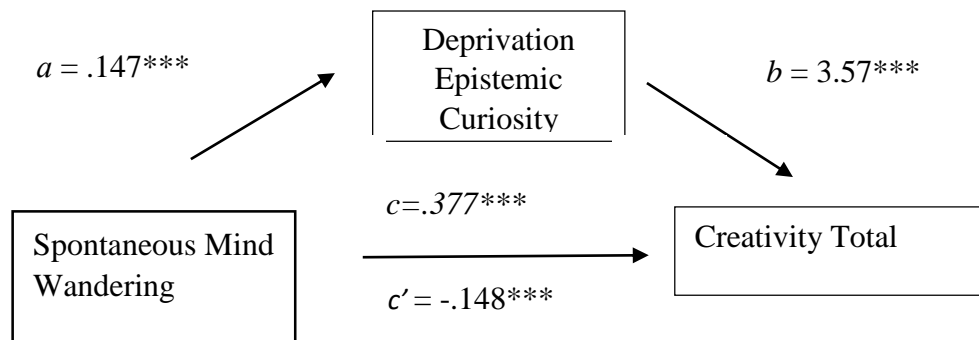 Deprivation
Epistemic
Curiosity
a = .147***
b = 3.57***
c=.377***
Spontaneous Mind
Wandering
Creativity Total
c’ = -.148***